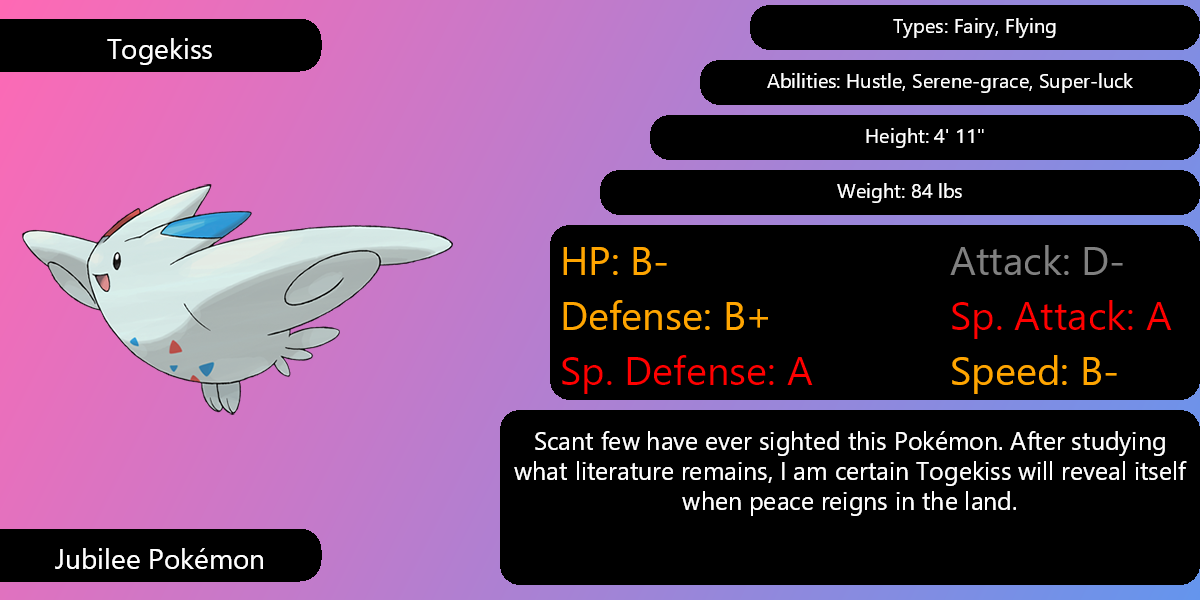 Togekiss
Types: Fairy, Flying
Abilities: Hustle, Serene-grace, Super-luck
Height: 4' 11"
Weight: 84 lbs
HP: B-
Attack: D-
Defense: B+
Sp. Attack: A
Sp. Defense: A
Speed: B-
Scant few have ever sighted this Pokémon. After studying
what literature remains, I am certain Togekiss will reveal itself
when peace reigns in the land.
Jubilee Pokémon